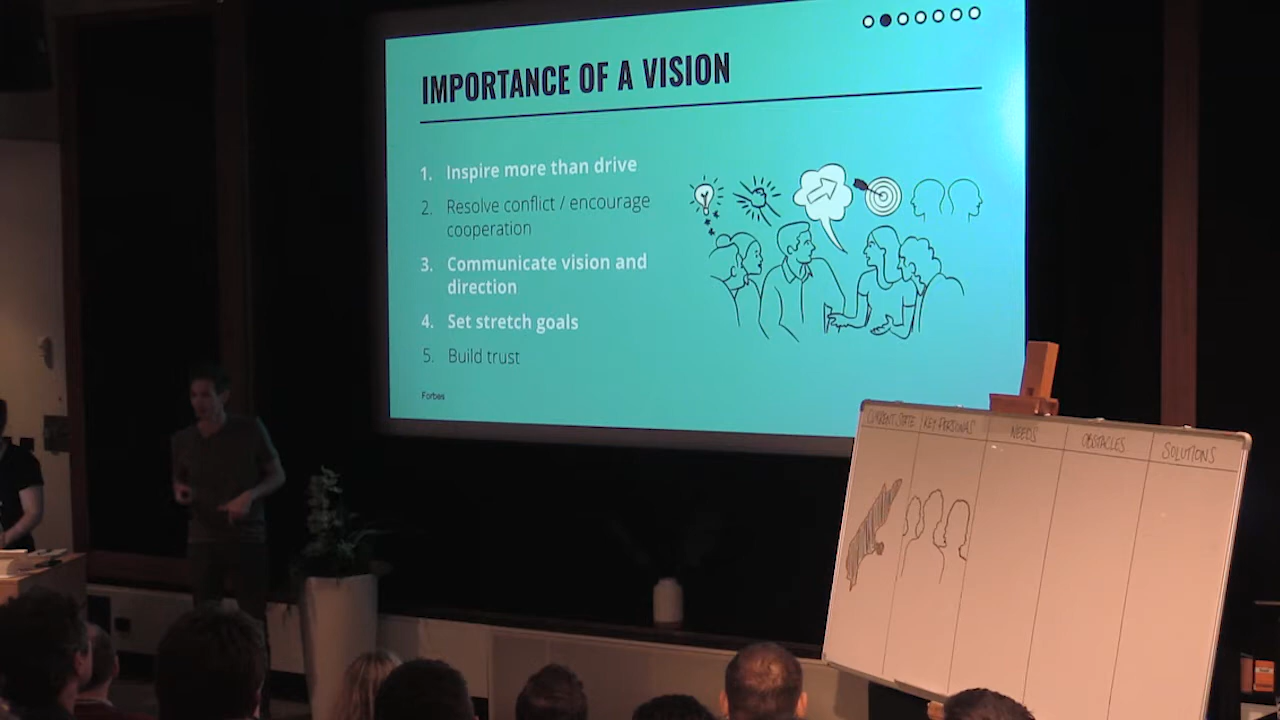 IMPORTANCE OF A VISION
1. Inspire more than drive
2. Resolve conflict / encourage
cooperation
3. Communicate vision and
direction
4. Set stretch goals
5. Build trust
Forbes
CURRENT STATE KEY PERSONAS NEEDS OBSTACLES SOLUTIONS